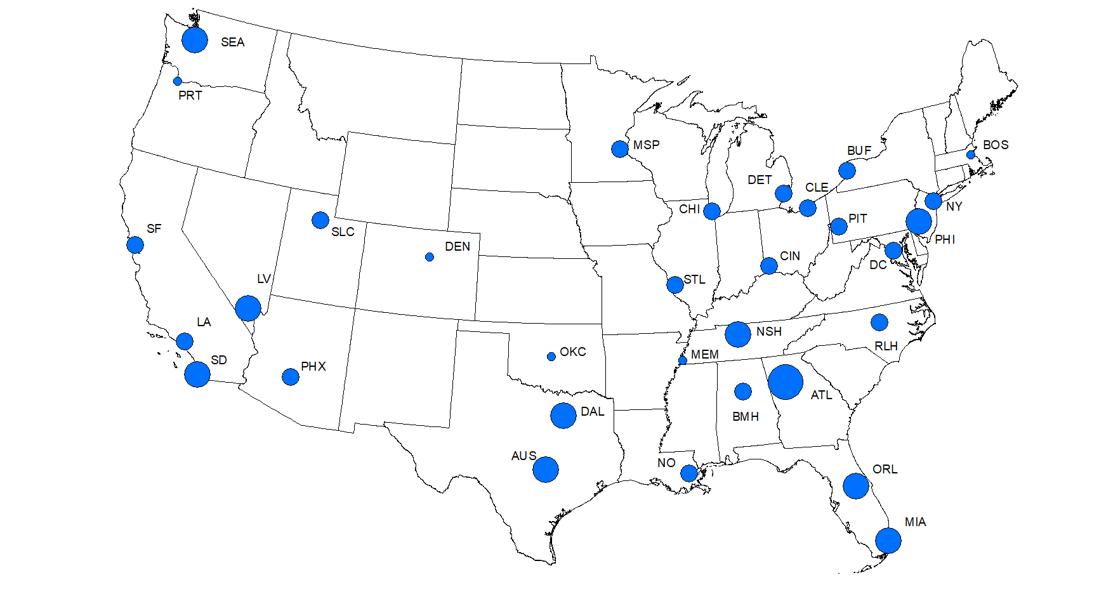 SEA
PRT
MSP
BOS
BUF
DET
CLE
CHI
NY
PIT
SF
SLC
PHI
DEN
CIN
DC
LV
STL
LA
NSH
RLH
SD
OKC
MEM
PHX
ATL
DAL
BMH
AUS
NO
ORL
MIA